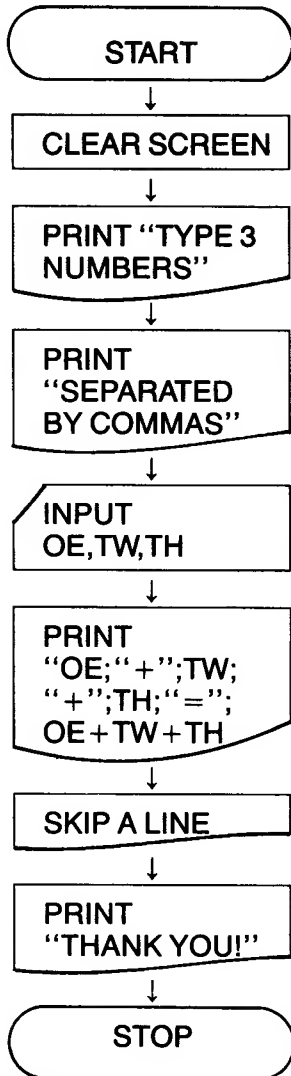 START
CLEAR SCREEN
PRINT “TYPE 3
NUMBERS”
PRINT
“SEPARATED
BY COMMAS”
INPUT
OE,TW,TH
PRINT
“OE;“+”;TW;
“+”;TH;“=”;
OE+TW+TH
SKIP A LINE
PRINT
“THANK YOU!”
STOP